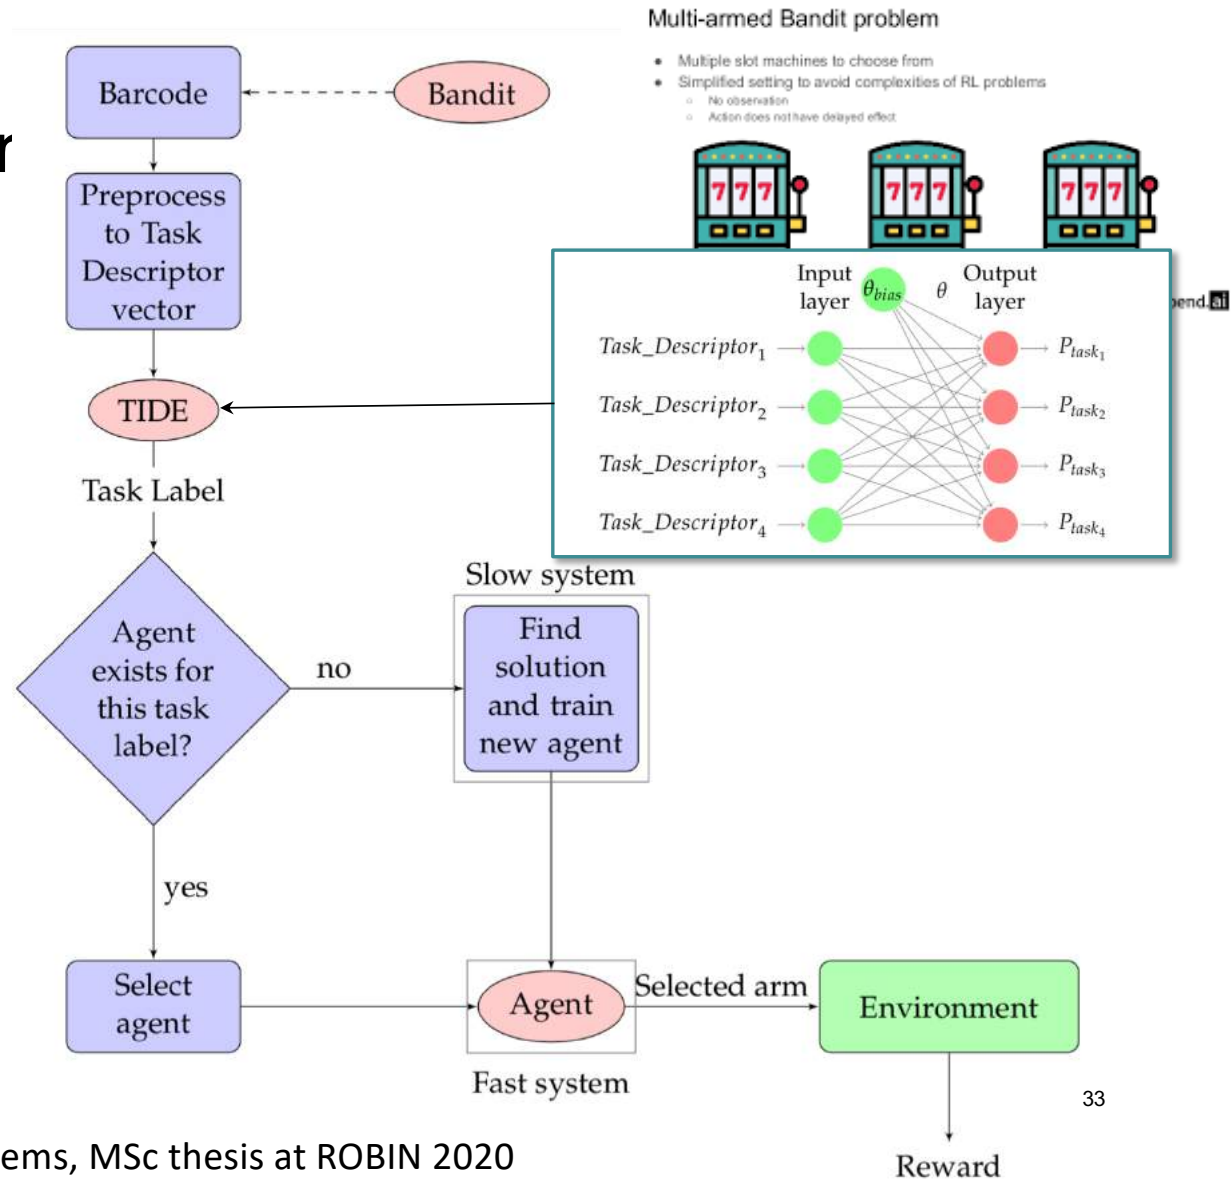 Multi-armed Bandit problem
Multiple slot machines to choose from
Simplified setting to avoid complexities of RL problems
No observation
Action does not have delayed effect
777 777 777
Barcode
Bandit
r
Preprocess
to Task
Descriptor
vector
Input
layer
θbias
θ
Output
layer
Task_Descriptor1
Ptask1
Task_Descriptor2
Ptask2
Task_Descriptor3
Ptask3
Task_Descriptor4
Ptask4
pend.ai
TIDE
Task Label
Agent
exists for
this task
label?
no
Slow system
Find
solution
and train
new agent
yes
Select
agent
Agent
Selected arm
Environment
Fast system
33
Reward
ems, MSc thesis at ROBIN 2020